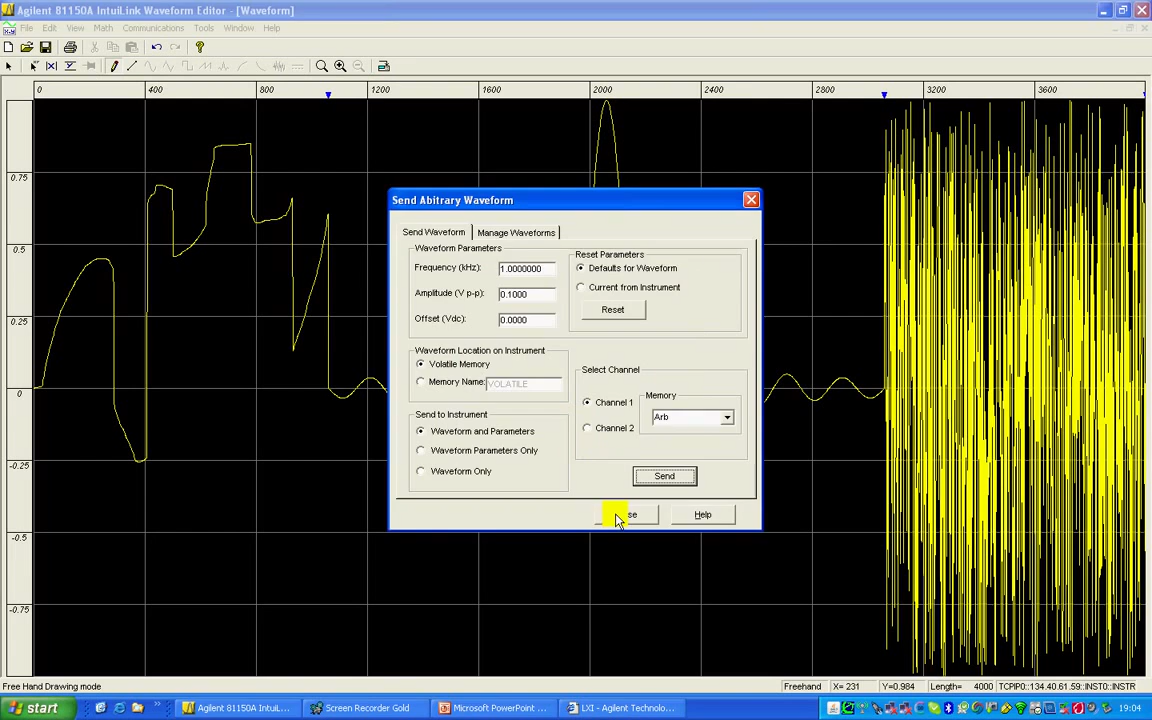 Agilent 81150A IntuiLink Waveform Editor - [Waveform]
File Edit View Math Communications Tools Window Help
0 400 800 1200 1600 2000 2400 2800 3200 3600
0.75
0.5
0.25
0
-0.25
-0.5
-0.75
Send Abitrary Waveform
Send Waveform Manage Waveforms
Waveform Parameters
Frequency (kHz): 1.0000000
Amplitude (V p-p): 0.1000
Offset (Vdc): 0.0000
Reset Parameters
Defaults for Waveform
Current from Instrument
Reset
Waveform Location on Instrument
Volatile Memory
Memory Name: VOLATILE
Send to Instrument
Waveform and Parameters
Waveform Parameters Only
Waveform Only
Select Channel
Channel 1
Channel 2
Memory
Arb
Send
Help
Free Hand Drawing mode
Freehand X= 231 Y=0.984 Length= 4000 TCPIP0::134.40.61.59::INST0::INSTR
start Agilent 81150A IntuiL... Screen Recorder Gold Microsoft PowerPoint ... LXI - Agilent Technolo... 19:04